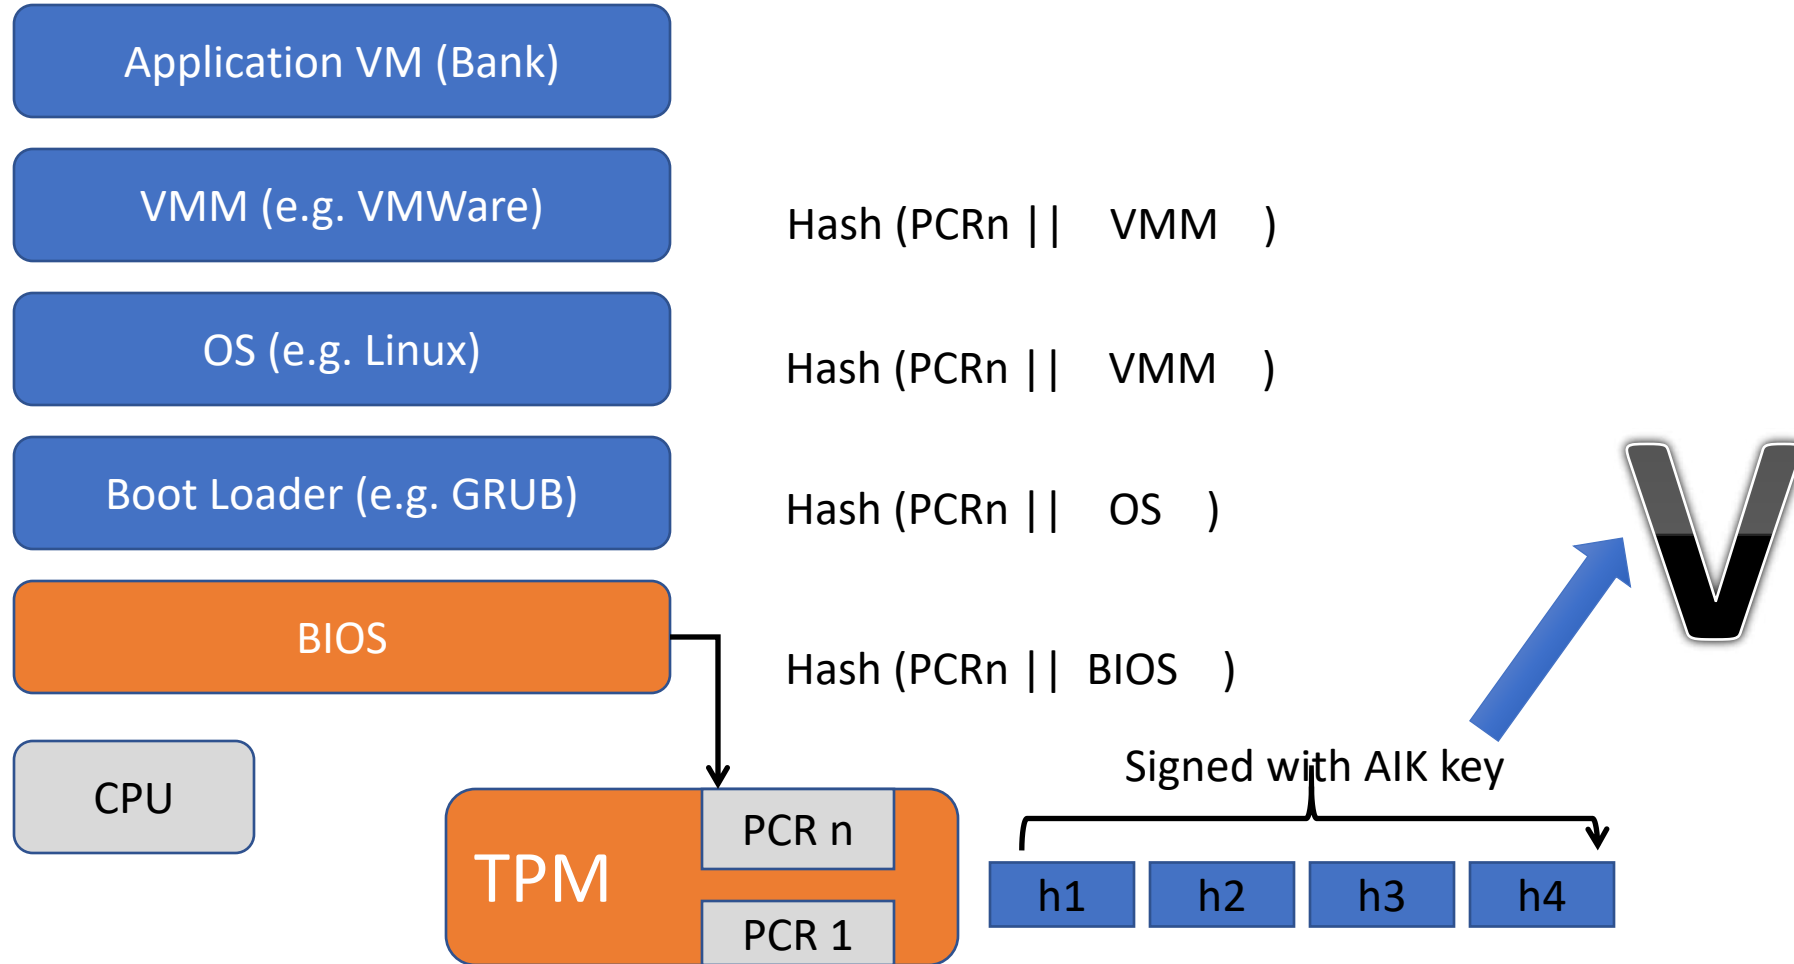 Application VM (Bank)
VMM (e.g. VMWare)
Hash (PCRn || VMM )
OS (e.g. Linux)
Hash (PCRn || VMM )
Boot Loader (e.g. GRUB)
Hash (PCRn || OS )
V
BIOS
Hash (PCRn || BIOS )
CPU
Signed with AIK key
TPM
PCR n
PCR 1
h1
h2
h3
h4